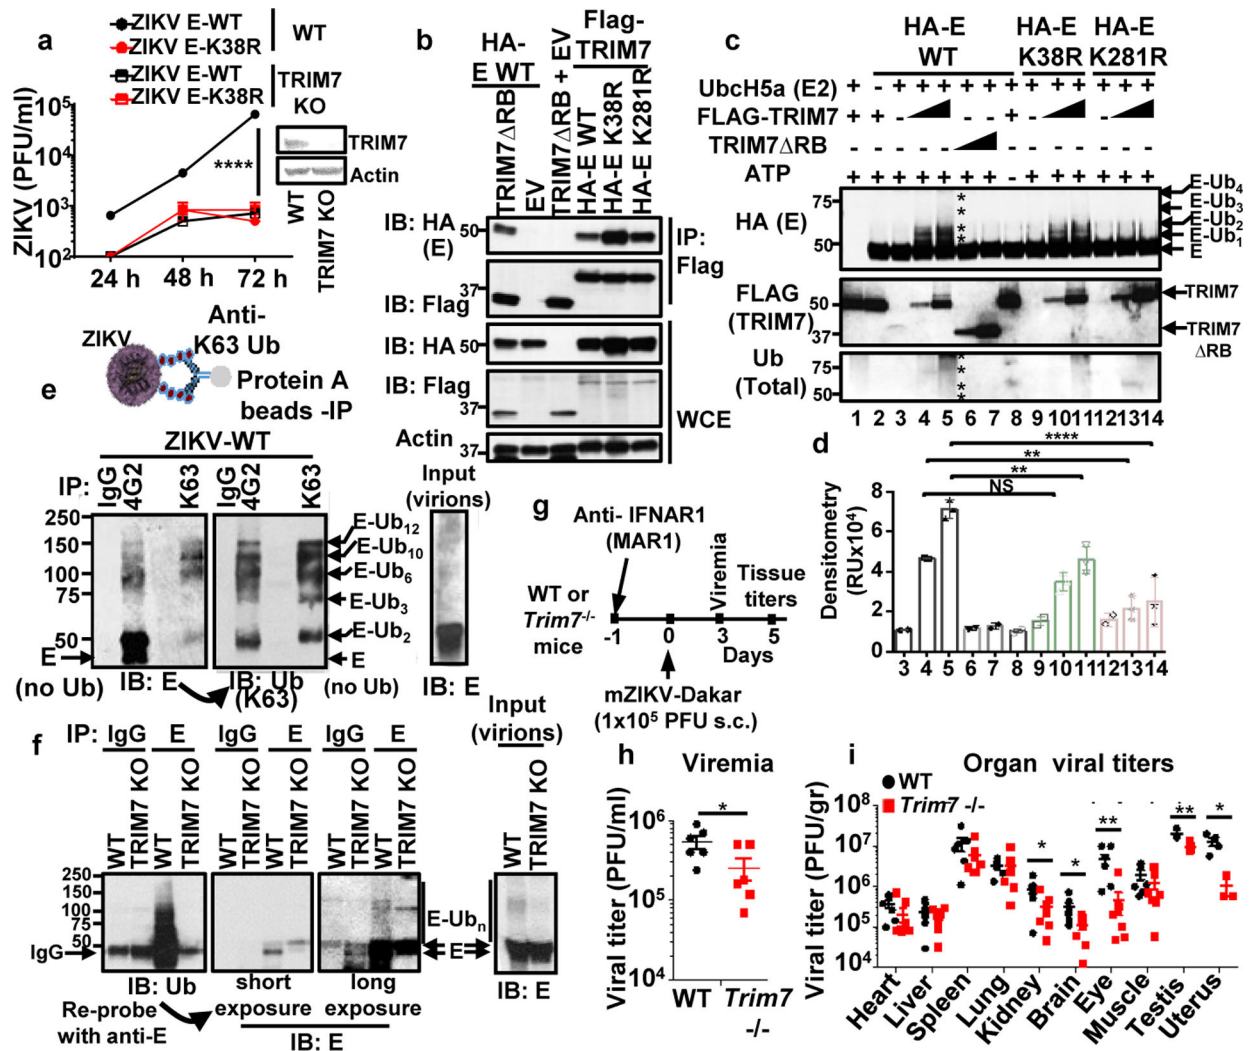 a
ZIKV E-WT
ZIKV E-K38R
WT
ZIKV E-WT
ZIKV E-K38R
TRIM7
KO
ZIKV (PFU/ml)
10⁵
10⁴
10³
10²
****
24 h 48 h 72 h
TRIM7
Actin
WT
TRIM7 KO
b
HA-
E WT
Flag-
TRIM7
TRIM7ΔRB
EV
TRIM7ΔRB + EV
HA-E WT
HA-E K38R
HA-E K281R
IB: HA
(E)
50
37
IB: Flag
IP:
Flag
IB: HA 50
IB: Flag
37
WCE
Actin 37
c
HA-E
WT
HA-E
K38R
HA-E
K281R
UbcH5a (E2) + - + + + + + + + + + + + +
FLAG-TRIM7 + + - - - + - -
TRIM7ΔRB - - - - - - - - - - - -
ATP + + + + + + + - + + + + + +
HA (E)
75
50
*
*
*
*
E-Ub₄
E-Ub₃
E-Ub₂
E-Ub₁
E
FLAG
(TRIM7)
50
37
TRIM7
TRIM7
ΔRB
Ub
(Total)
75
50
*
*
*
*
1 2 3 4 5 6 7 8 9 10 11 12 13 14
d
****
**
**
NS
Densitometry
(RUx10⁴)
8
6
4
2
0
3 4 5 6 7 8 9 10 11 12 13 14
e
ZIKV
Anti-
K63 Ub
Protein A
beads -IP
ZIKV-WT
IP:
IgG
4G2
K63
IgG
4G2
K63
250
150
100
75
50
E
(no Ub)
IB: E
IB: Ub
(K63)
E-Ub₁₂
E-Ub₁₀
E-Ub₆
E-Ub₃
E-Ub₂
E
(no Ub)
Input
(virions)
IB: E
f
IP: IgG E IgG E IgG E
WT
TRIM7 KO
WT
TRIM7 KO
WT
TRIM7 KO
WT
TRIM7 KO
WT
TRIM7 KO
WT
TRIM7 KO
250
150
100
75
50
IgG
IB: Ub
Re-probe
with anti-E
short
exposure
long
exposure
IB: E
E-Ubₙ
E
Input
(virions)
WT
TRIM7 KO
IB: E
g
Anti- IFNAR1
(MAR1)
WT or
Trim7⁻/⁻
mice
Viremia
Tissue
titers
-1 0 3 5
Days
mZIKV-Dakar
(1x10⁵ PFU s.c.)
h
Viremia
Viral titer (PFU/ml)
10⁶
10⁵
10⁴
*
WT Trim7
-/-
i
WT
Trim7 -/-
Organ viral titers
Viral titer (PFU/gr)
10⁸
10⁷
10⁶
10⁵
10⁴
* * ** ** *
Heart
Liver
Spleen
Lung
Kidney
Brain
Eye
Muscle
Testis
Uterus